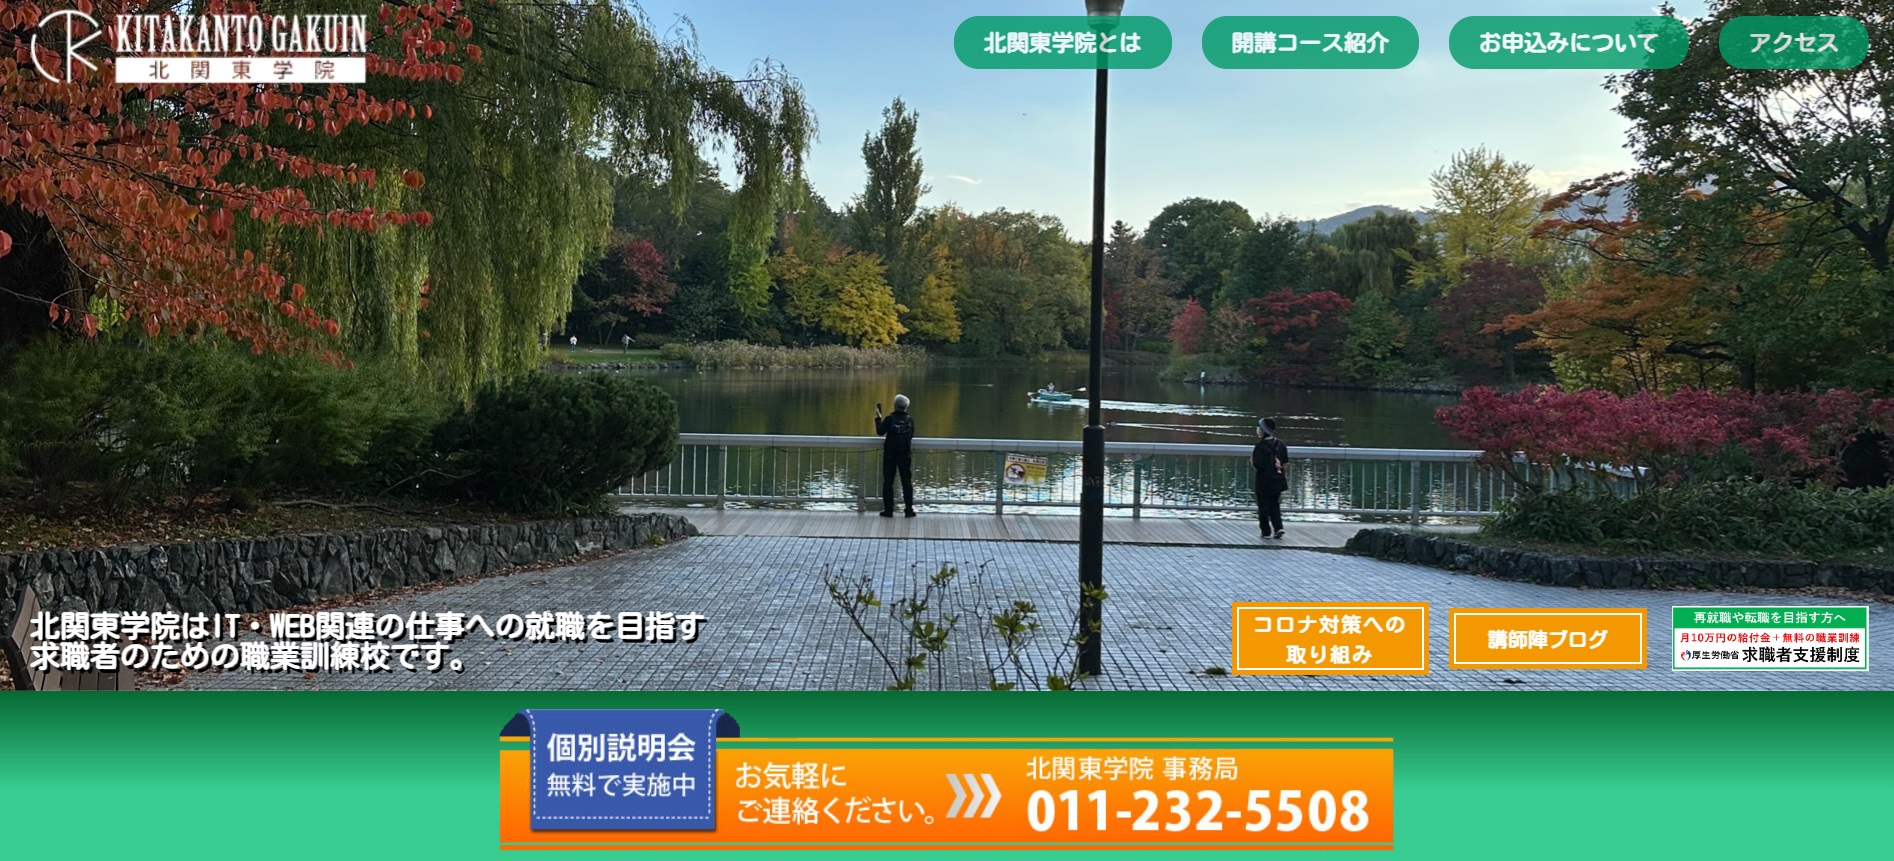 KITAKANTO GAKUIN
北関東学院
北関東学院とは
開講コース紹介
お申込みについて
アクセス
北関東学院はIT・WEB関連の仕事への就職を目指す
求職者のための職業訓練校です。
コロナ対策への
取り組み
講師陣ブログ
再就職や転職を目指す方へ
月10万円の給付金＋無料の職業訓練
厚生労働省 求職者支援制度
個別説明会
無料で実施中
お気軽に
ご連絡ください。
北関東学院 事務局
011-232-5508